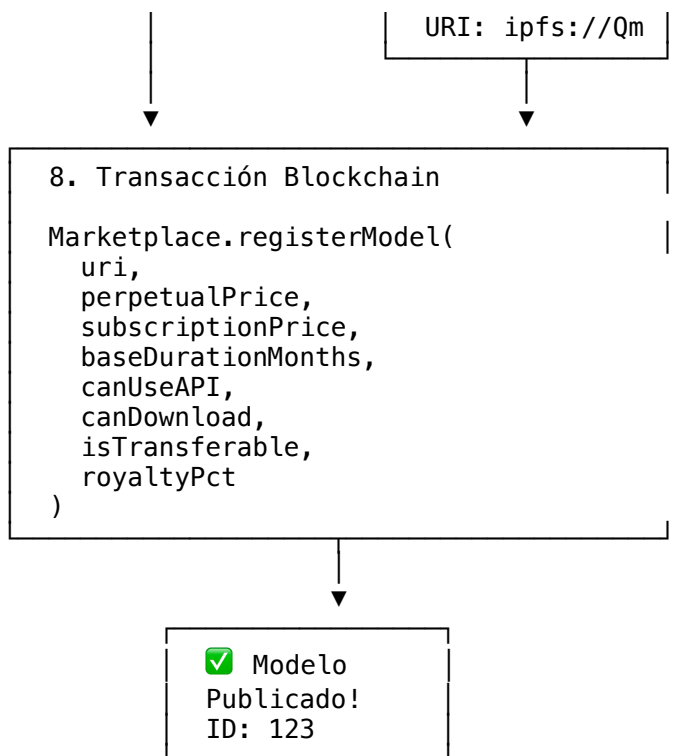 URI: ipfs://Qm
8. Transacción Blockchain
Marketplace.registerModel(
uri,
perpetualPrice,
subscriptionPrice,
baseDurationMonths,
canUseAPI,
canDownload,
isTransferable,
royaltyPct
)
✅ Modelo
Publicado!
ID: 123